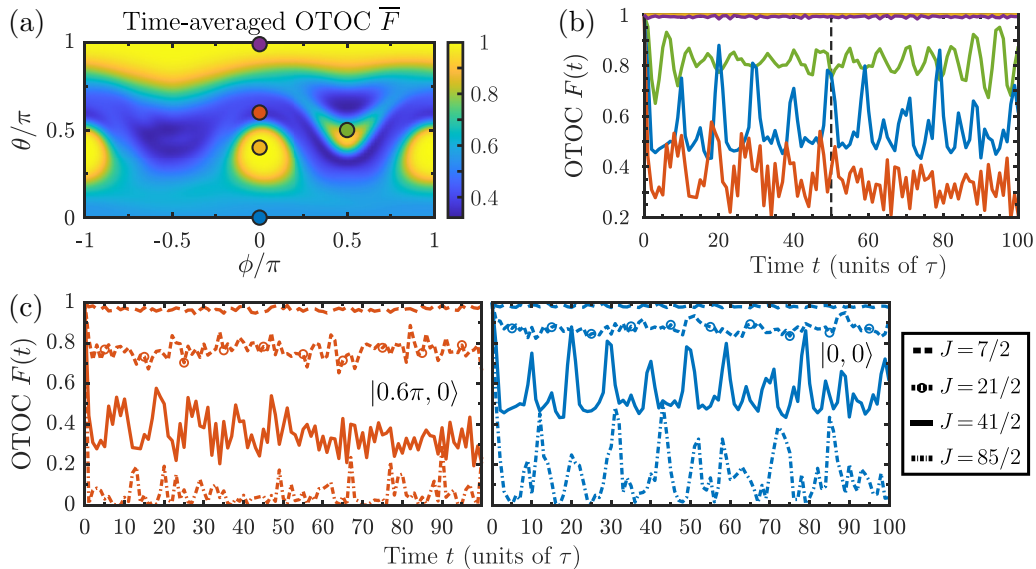 (a) Time-averaged OTOC F̅
1
0.5
0
θ/π
-1 -0.5 0 0.5 1
ϕ/π
1
0.8
0.6
0.4
(b)
1
0.8
0.6
0.4
0.2
OTOC F(t)
0 20 40 60 80 100
Time t (units of τ)
(c)
1
0.8
0.6
0.4
0.2
0
OTOC F(t)
|0.6π, 0⟩
0 10 20 30 40 50 60 70 80 90
|0, 0⟩
0 10 20 30 40 50 60 70 80 90 100
Time t (units of τ)
J = 7/2
J = 21/2
J = 41/2
J = 85/2